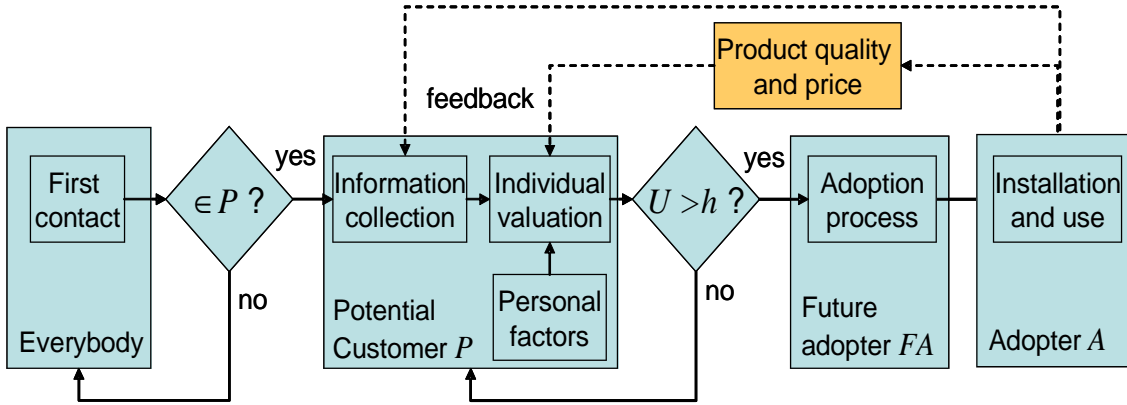 Product quality
and price
feedback
First
contact
∈ P ?
yes
no
Everybody
Information
collection
Individual
valuation
Personal
factors
Potential
Customer P
U >h ?
yes
no
Adoption
process
Future
adopter FA
Installation
and use
Adopter A